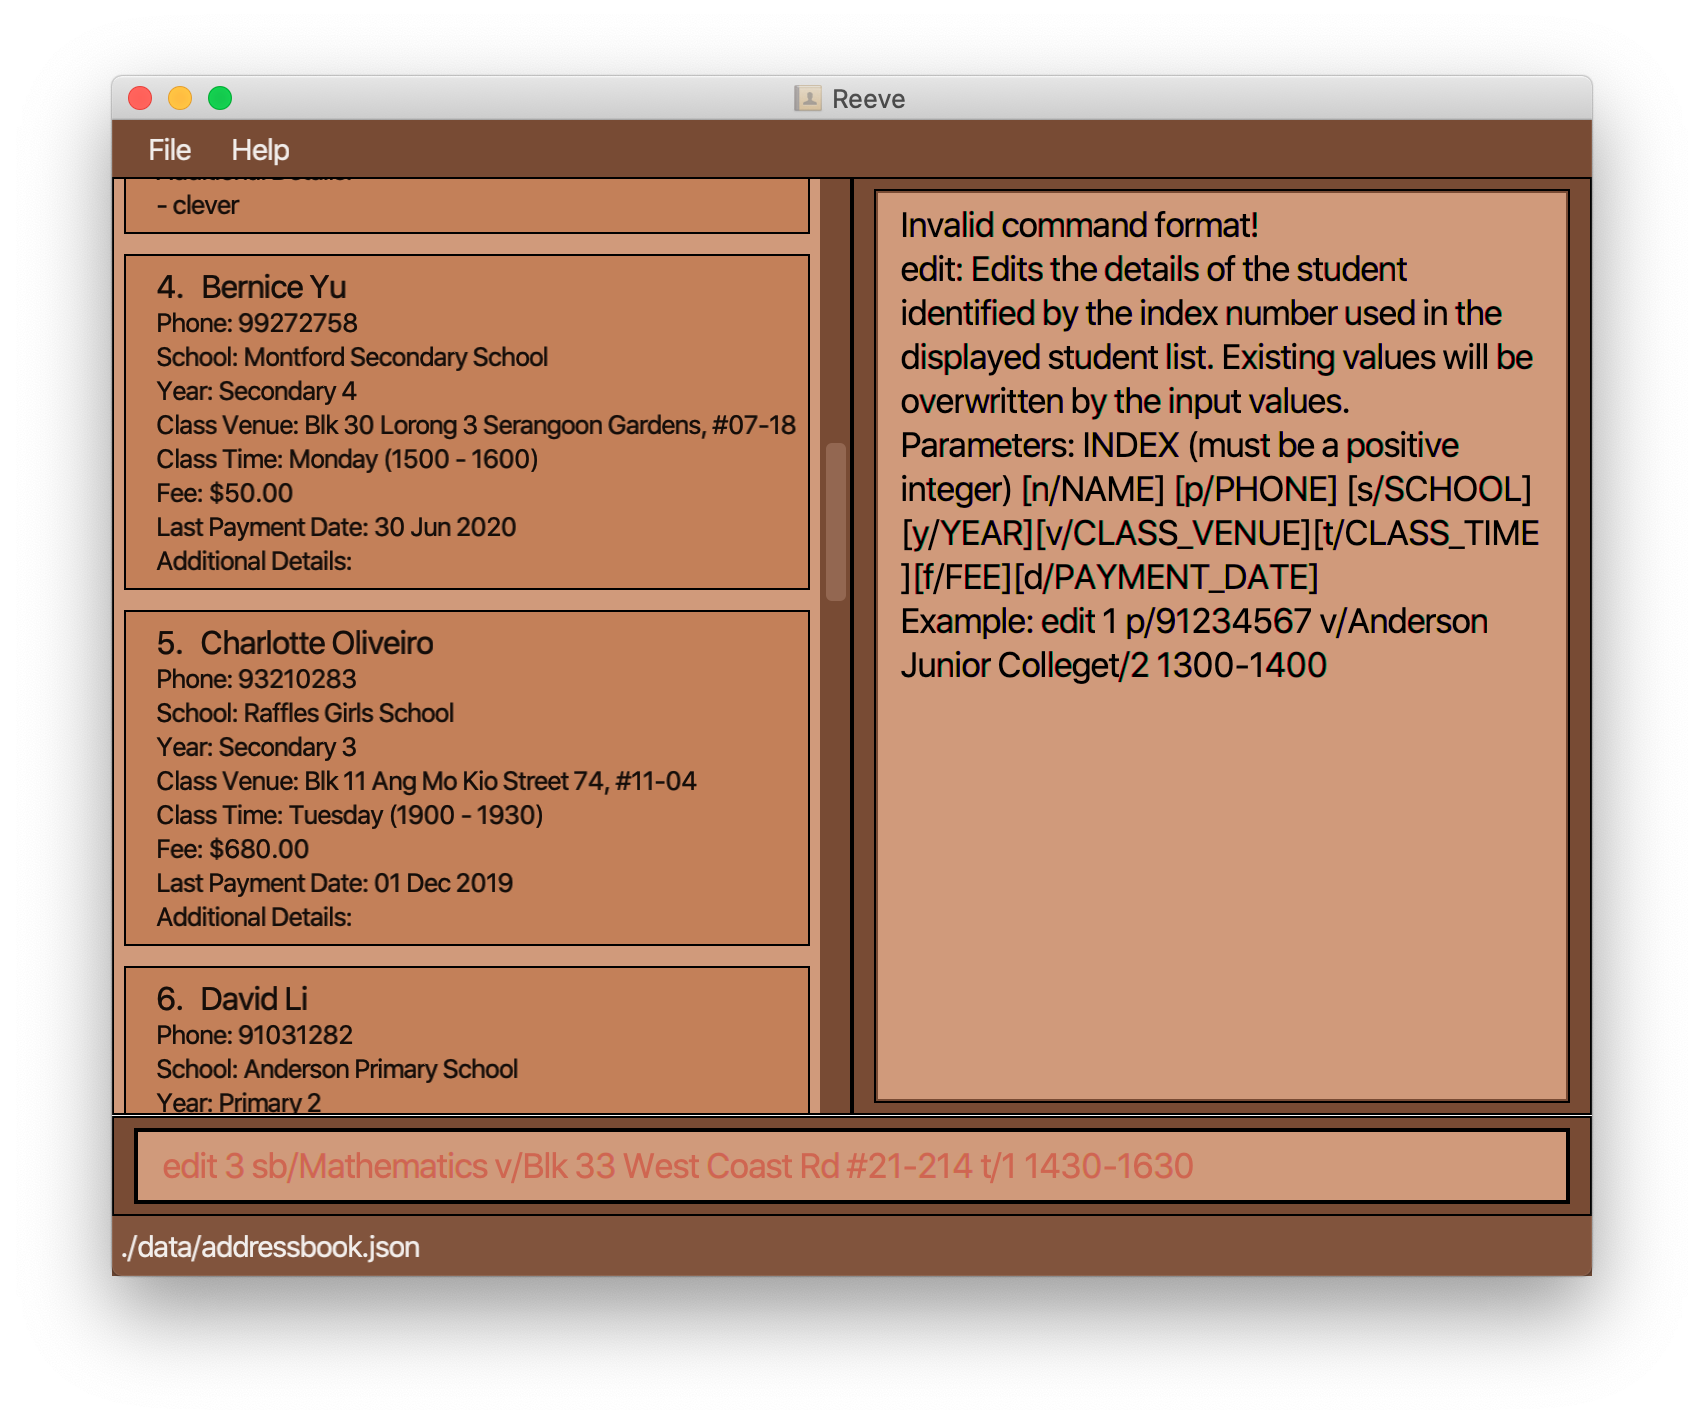 Reeve
File Help
- clever
4. Bernice Yu
Phone: 99272758
School: Montford Secondary School
Year: Secondary 4
Class Venue: Blk 30 Lorong 3 Serangoon Gardens, #07-18
Class Time: Monday (1500 - 1600)
Fee: $50.00
Last Payment Date: 30 Jun 2020
Additional Details:
5. Charlotte Oliveiro
Phone: 93210283
School: Raffles Girls School
Year: Secondary 3
Class Venue: Blk 11 Ang Mo Kio Street 74, #11-04
Class Time: Tuesday (1900 - 1930)
Fee: $680.00
Last Payment Date: 01 Dec 2019
Additional Details:
6. David Li
Phone: 91031282
School: Anderson Primary School
Year: Primary 2
Invalid command format!
edit: Edits the details of the student
identified by the index number used in the
displayed student list. Existing values will be
overwritten by the input values.
Parameters: INDEX (must be a positive
integer) [n/NAME] [p/PHONE] [s/SCHOOL]
[y/YEAR][v/CLASS_VENUE][t/CLASS_TIME
][f/FEE][d/PAYMENT_DATE]
Example: edit 1 p/91234567 v/Anderson
Junior Colleget/2 1300-1400
edit 3 sb/Mathematics v/Blk 33 West Coast Rd #21-214 t/1 1430-1630
./data/addressbook.json